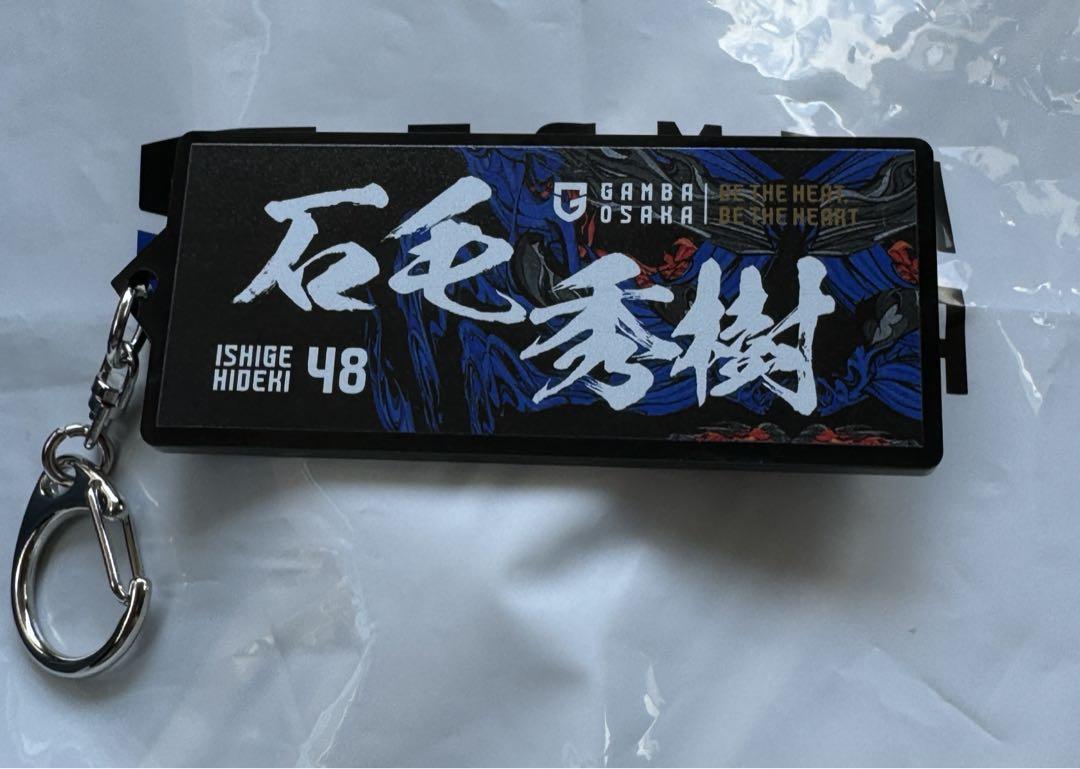 石毛
秀樹
GAMBA
OSAKA
BE THE HEAT,
BE THE HEART
ISHIGE
HIDEKI
48